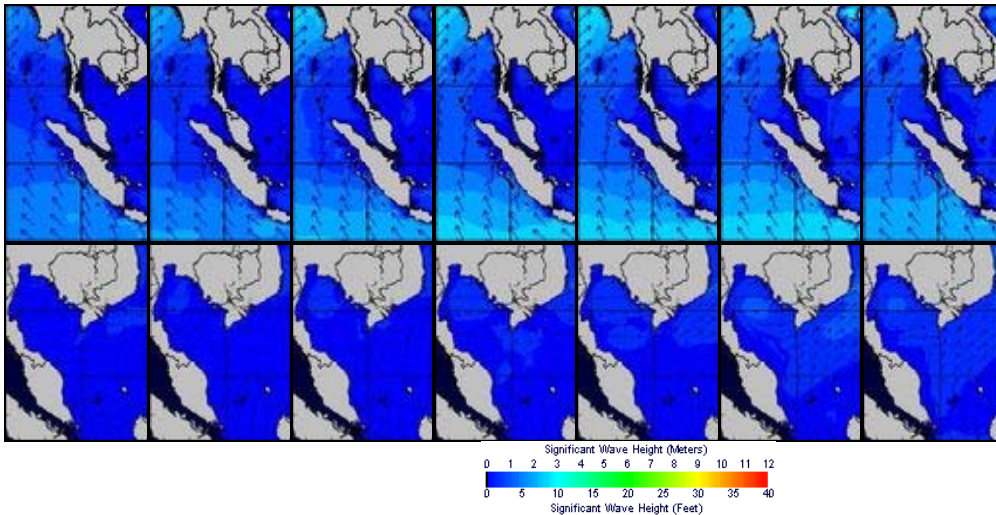 Significant Wave Height (Meters)
0 1 2 3 4 5 6 7 8 9 10 11 12
0 5 10 15 20 25 30 35 40
Significant Wave Height (Feet)